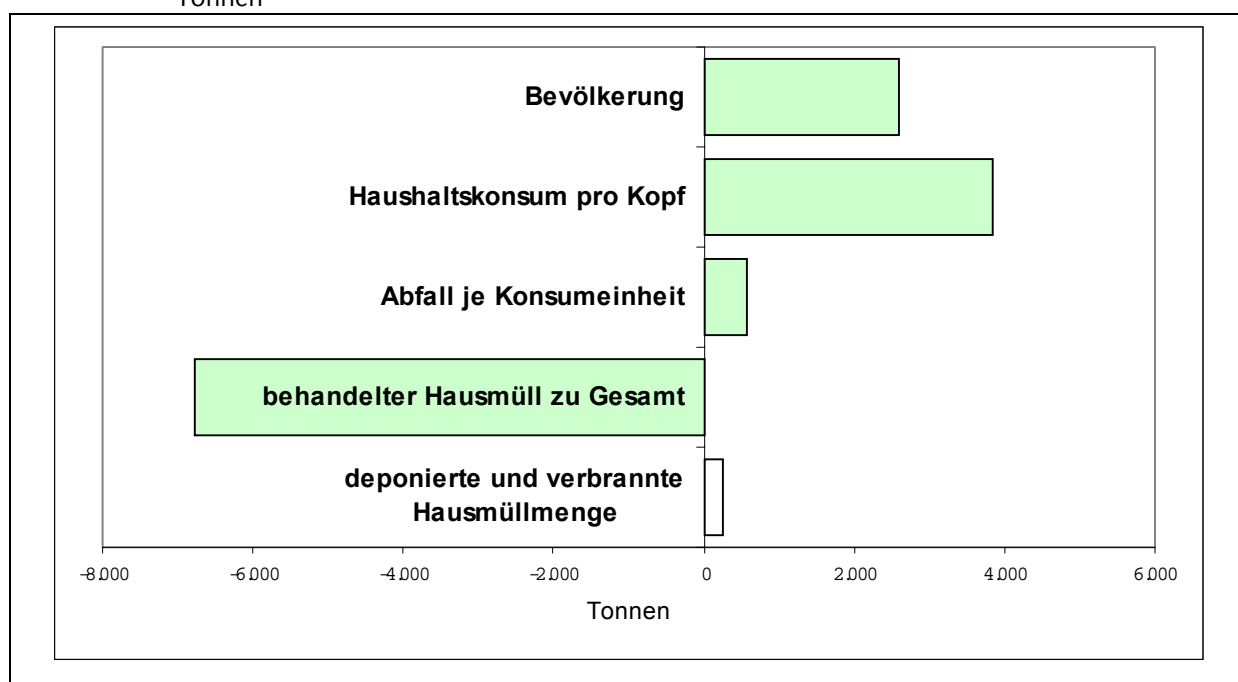 Tonnen
Bevölkerung
Haushaltskonsum pro Kopf
Abfall je Konsumeinheit
behandelter Hausmüll zu Gesamt
deponierte und verbrannte
Hausmüllmenge
-8.000 -6.000 -4.000 -2.000 0 2.000 4.000 6.000
Tonnen